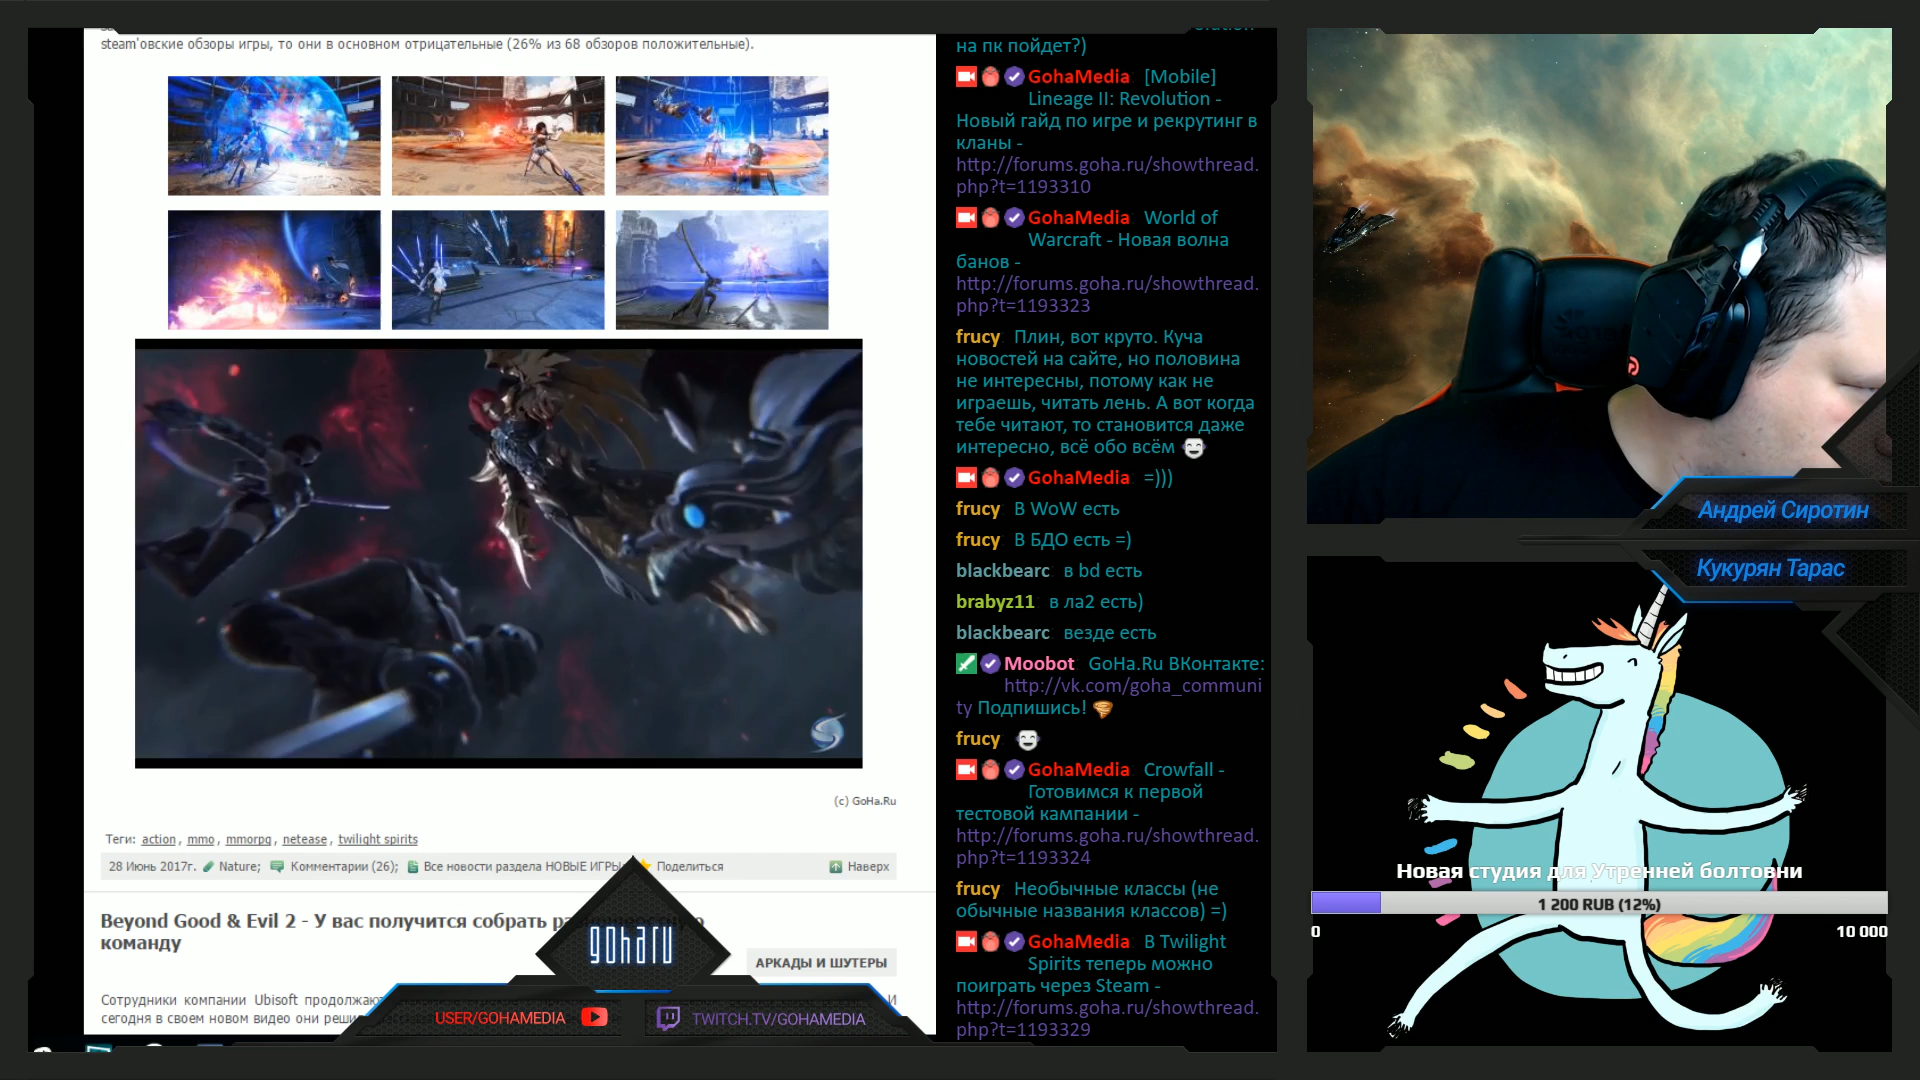 steam'овские обзоры игры, то они в основном отрицательные (26% из 68 обзоров положительные).
(c) GoHa.Ru
Теги: action, mmo, mmorpg, netease, twilight spirits
28 Июнь 2017г. Nature; Комментарии (26); Все новости раздела НОВЫЕ ИГРЫ Поделиться Наверх
Beyond Good & Evil 2 - У вас получится собрать
команду
АРКАДЫ И ШУТЕРЫ
Сотрудники компании Ubisoft
сегодня в своем новом видео они
goharu
USER/GOHAMEDIA
TWITCH.TV/GOHAMEDIA
на пк пойдет?)
GohaMedia [Mobile]
Lineage II: Revolution -
Новый гайд по игре и рекрутинг в
кланы -
http://forums.goha.ru/showthread.
php?t=1193310
GohaMedia World of
Warcraft - Новая волна
банов -
http://forums.goha.ru/showthread.
php?t=1193323
frucy Плин, вот круто. Куча
новостей на сайте, но половина
не интересны, потому как не
играешь, читать лень. А вот когда
тебе читают, то становится даже
интересно, всё обо всём
GohaMedia =)))
frucy В WoW есть
frucy В БДО есть =)
blackbearc в bd есть
brabyz11 в ла2 есть)
blackbearc везде есть
Moobot GoHa.Ru ВКонтакте:
http://vk.com/goha_communi
ty Подпишись!
frucy
GohaMedia Crowfall -
Готовимся к первой
тестовой кампании -
http://forums.goha.ru/showthread.
php?t=1193324
frucy Необычные классы (не
обычные названия классов) =)
GohaMedia В Twilight
Spirits теперь можно
поиграть через Steam -
http://forums.goha.ru/showthread.
php?t=1193329
Андрей Сиротин
Кукурян Тарас
Новая студия для Утренней болтовни
1 200 RUB (12%)
0
10 000